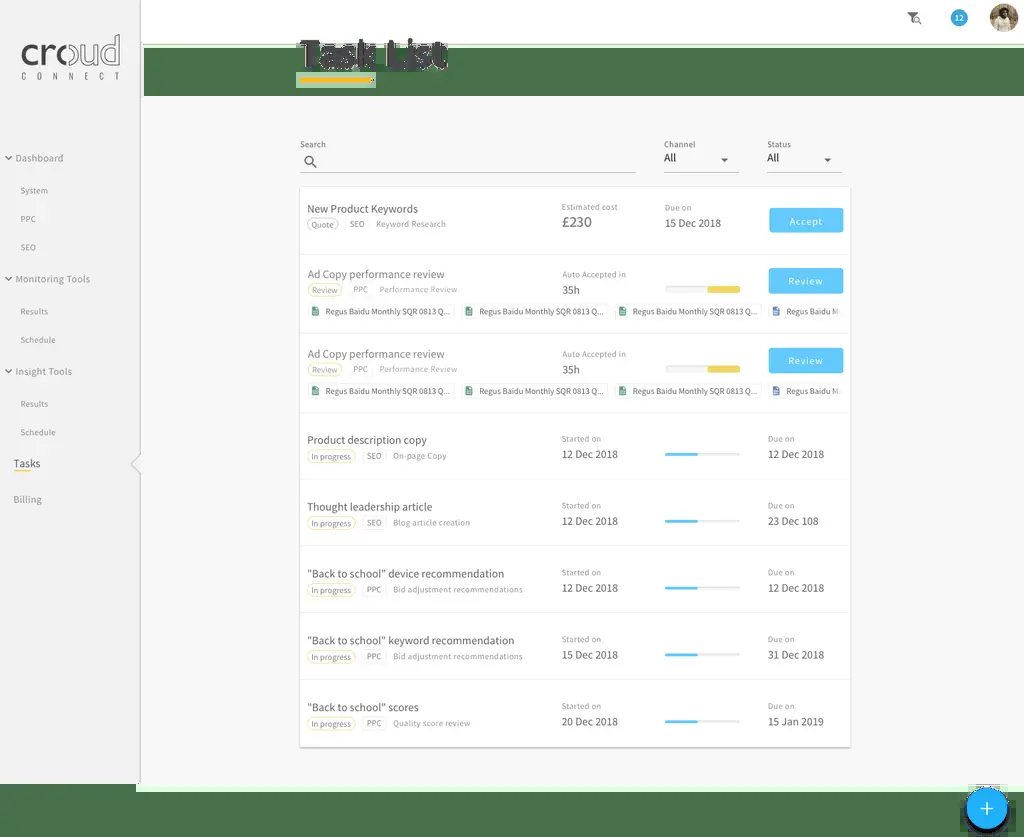 12
croud
CONNECT
Task List
Dashboard
System
PPC
SEO
Monitoring Tools
Results
Schedule
Insight Tools
Results
Schedule
Tasks
Billing
Search
Channel
All
Status
All
New Product Keywords
Quote SEO Keyword Research
Estimated cost
£230
Due on
15 Dec 2018
Accept
Ad Copy performance review
Review PPC Performance Review
Auto Accepted in
35h
Review
Regus Baidu Monthly SQR 0813 Q... Regus Baidu Monthly SQR 0813 Q... Regus Baidu Monthly SQR 0813 Q... Regus Baidu M
Ad Copy performance review
Review PPC Performance Review
Auto Accepted in
35h
Review
Regus Baidu Monthly SQR 0813 Q... Regus Baidu Monthly SQR 0813 Q... Regus Baidu Monthly SQR 0813 Q... Regus Baidu M
Product description copy
In progress SEO On-page Copy
Started on
12 Dec 2018
Due on
12 Dec 2018
Thought leadership article
In progress SEO Blog article creation
Started on
12 Dec 2018
Due on
23 Dec 108
"Back to school" device recommendation
In progress PPC Bid adjustment recommendations
Started on
12 Dec 2018
Due on
12 Dec 2018
"Back to school" keyword recommendation
In progress PPC Bid adjustment recommendations
Started on
15 Dec 2018
Due on
31 Dec 2018
"Back to school" scores
In progress PPC Quality score review
Started on
20 Dec 2018
Due on
15 Jan 2019